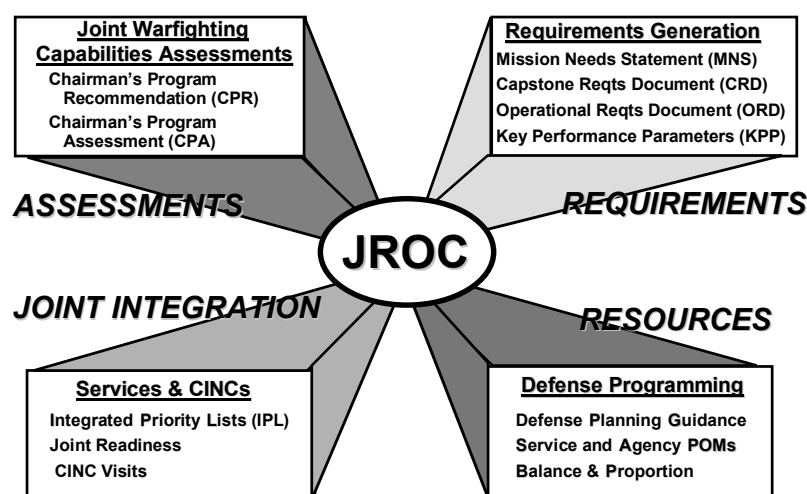 Joint Warfighting
Capabilities Assessments
Chairman's Program
Recommendation (CPR)
Chairman's Program
Assessment (CPA)
Requirements Generation
Mission Needs Statement (MNS)
Capstone Reqts Document (CRD)
Operational Reqts Document (ORD)
Key Performance Parameters (KPP)
ASSESSMENTS
REQUIREMENTS
JROC
JOINT INTEGRATION
RESOURCES
Services & CINCs
Integrated Priority Lists (IPL)
Joint Readiness
CINC Visits
Defense Programming
Defense Planning Guidance
Service and Agency POMs
Balance & Proportion